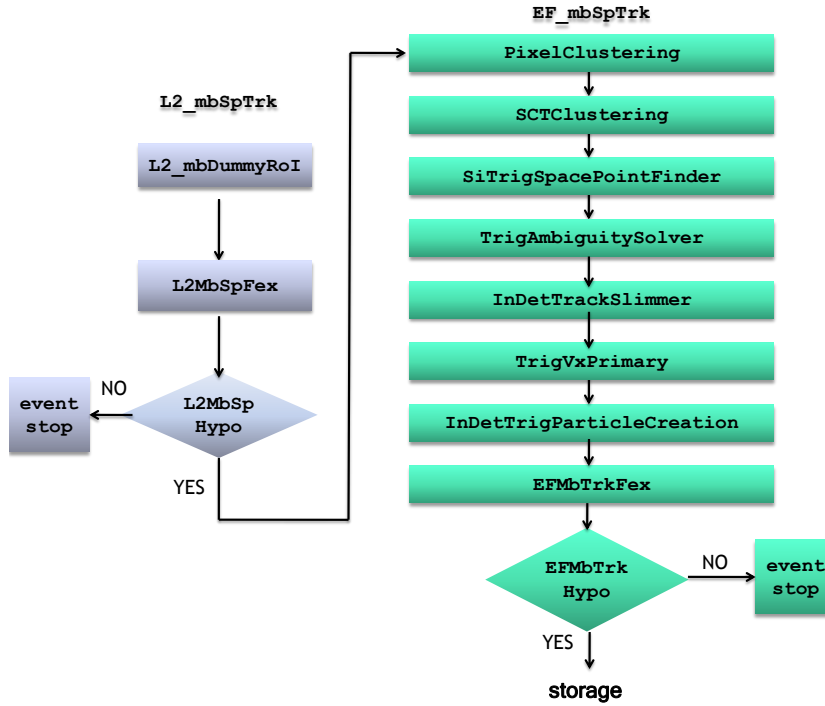 L2_mbSpTrk
L2_mbDummyRoI
L2MbSpFex
L2MbSp
Hypo
NO
event
stop
YES
EF_mbSpTrk
PixelClustering
SCTClustering
SiTrigSpacePointFinder
TrigAmbiguitySolver
InDetTrackSlimmer
TrigVxPrimary
InDetTrigParticleCreation
EFMbTrkFex
EFMbTrk
Hypo
NO
event
stop
YES
storage